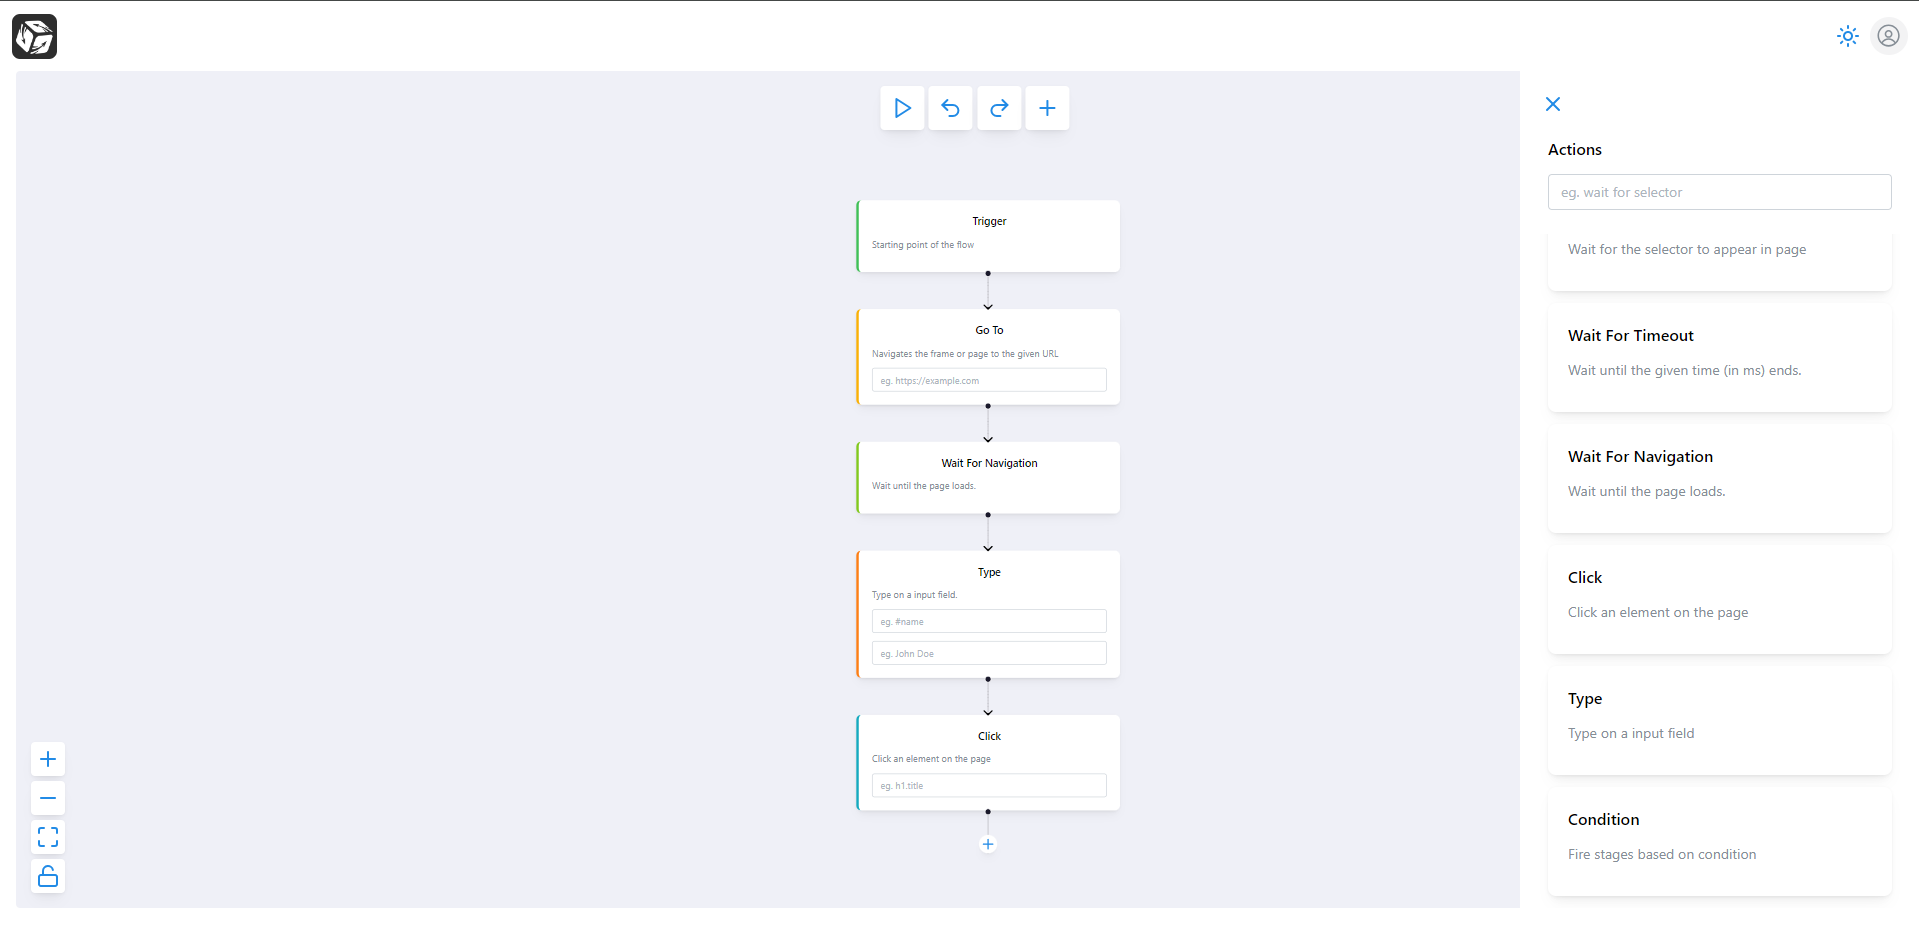 Trigger
Starting point of the flow
Go To
Navigates the frame or page to the given URL
eg. https://example.com
Wait For Navigation
Wait until the page loads.
Type
Type on a input field.
eg. #name
eg. John Doe
Click
Click an element on the page
eg. h1.title
Actions
eg. wait for selector
Wait for the selector to appear in page
Wait For Timeout
Wait until the given time (in ms) ends.
Wait For Navigation
Wait until the page loads.
Click
Click an element on the page
Type
Type on a input field
Condition
Fire stages based on condition